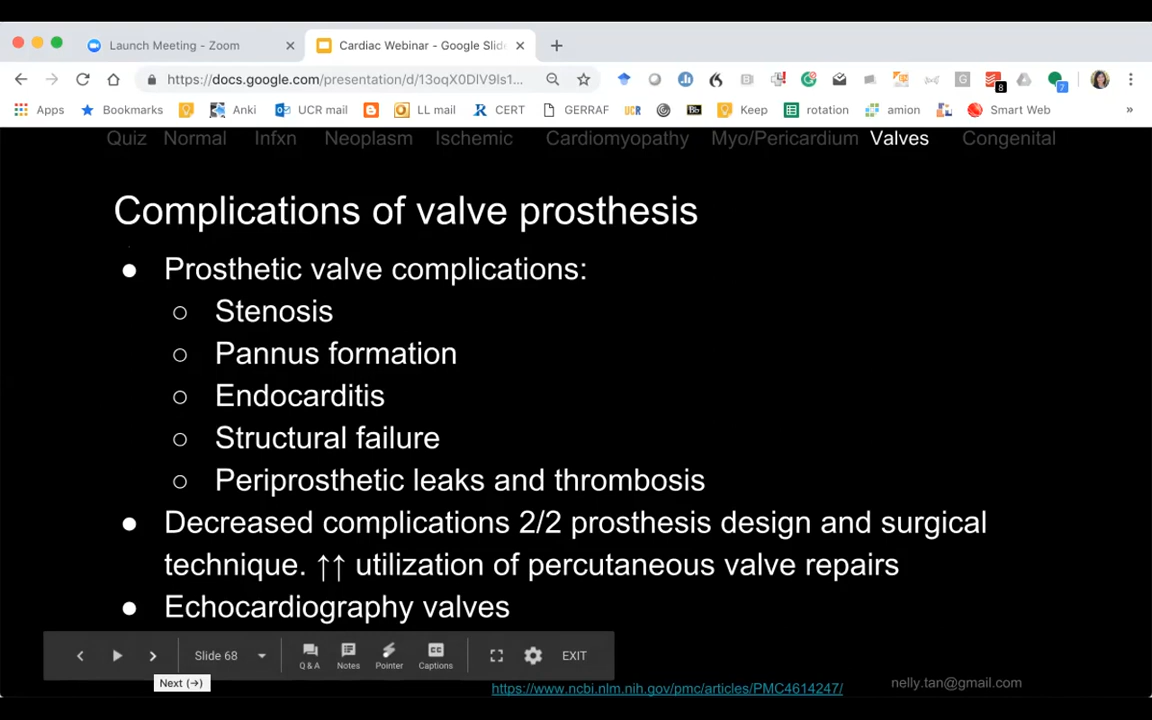 Launch Meeting - Zoom
Cardiac Webinar - Google Slid
https://docs.google.com/presentation/d/13oqX0DlV9ls1...
Apps Bookmarks Anki UCR mail LL mail CERT GERRAF UCR Keep rotation amion Smart Web »
Quiz Normal Infxn Neoplasm Ischemic Cardiomyopathy Myo/Pericardium Valves Congenital
Complications of valve prosthesis
● Prosthetic valve complications:
○ Stenosis
○ Pannus formation
○ Endocarditis
○ Structural failure
○ Periprosthetic leaks and thrombosis
● Decreased complications 2/2 prosthesis design and surgical
technique. ↑↑ utilization of percutaneous valve repairs
● Echocardiography valves
Slide 68 Q & A Notes Pointer Captions EXIT
Next (→)
https://www.ncbi.nlm.nih.gov/pmc/articles/PMC4614247/
nelly.tan@gmail.com